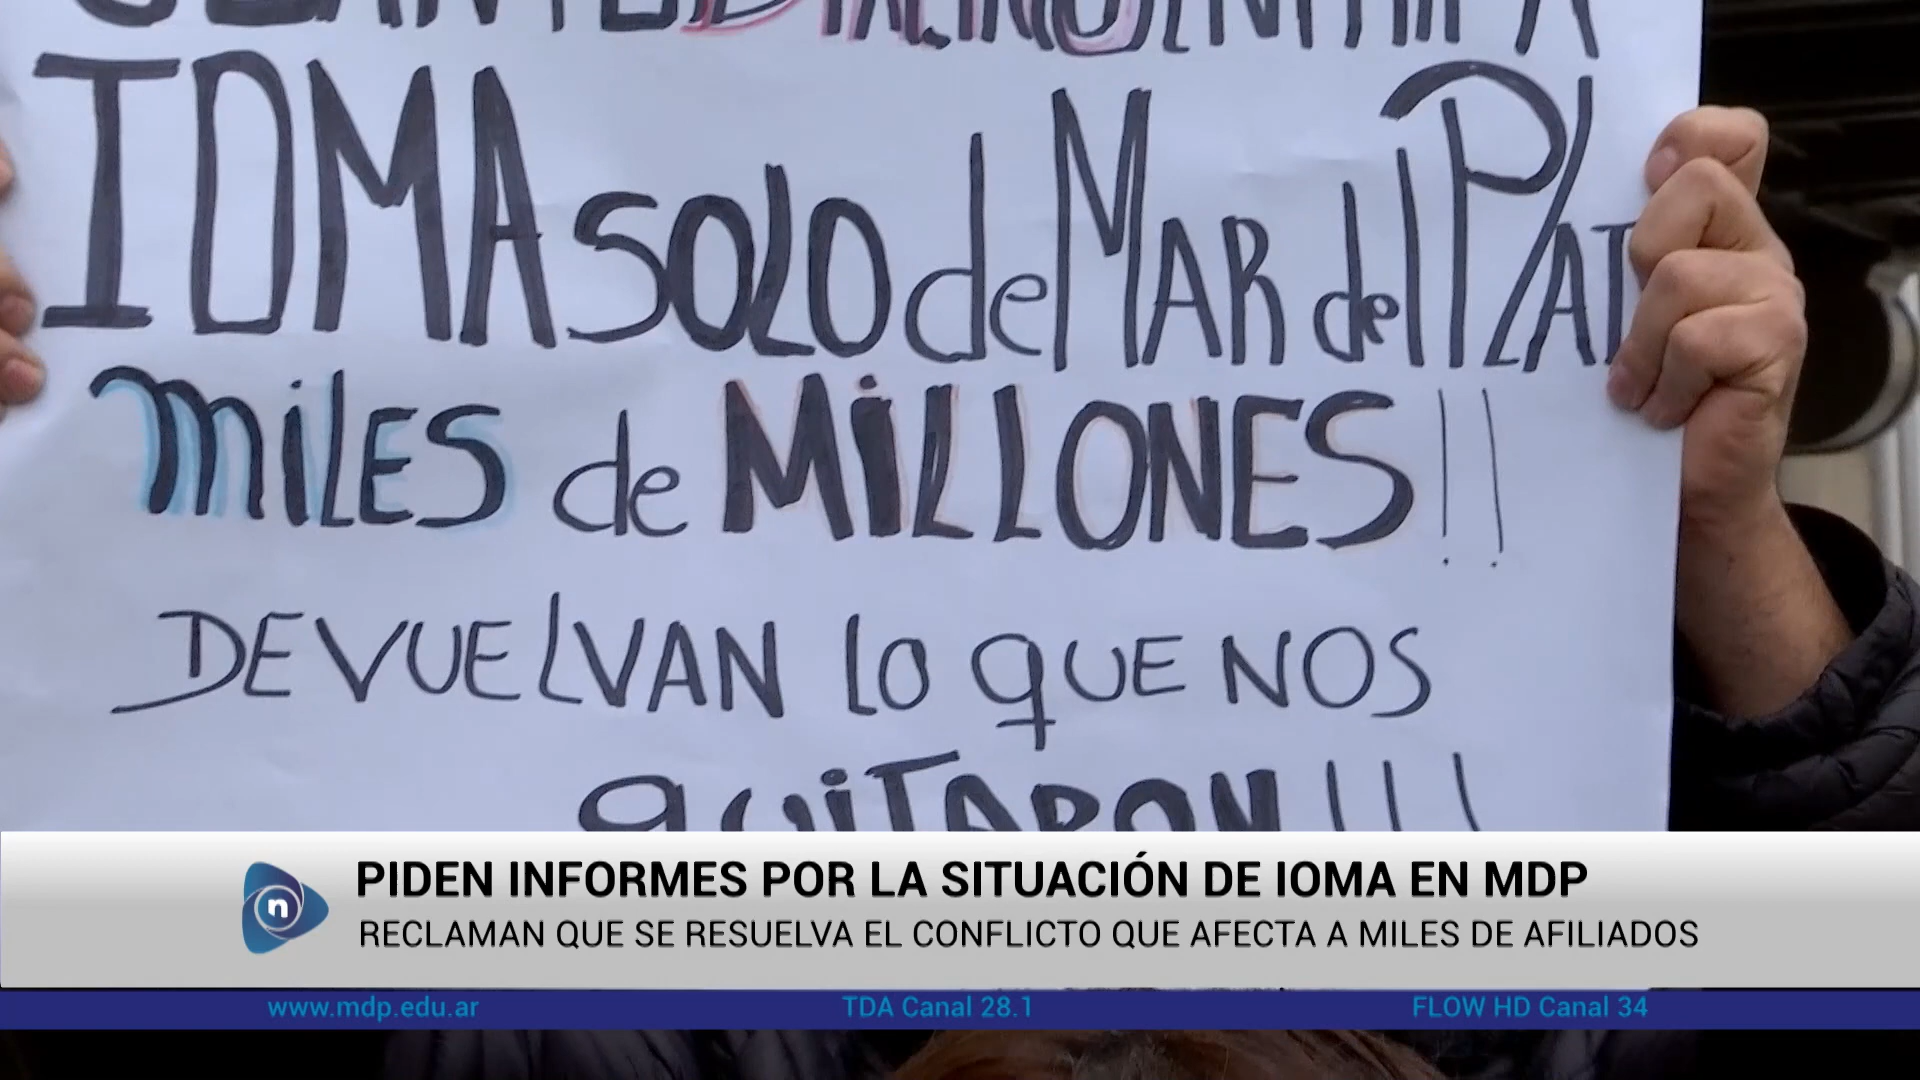 IOMA SOLO de MAR del PLAT
MILES de MILLONES!!
DEVUELVAN LO QUE NOS
QUITARON!!!
n
PIDEN INFORMES POR LA SITUACIÓN DE IOMA EN MDP
RECLAMAN QUE SE RESUELVA EL CONFLICTO QUE AFECTA A MILES DE AFILIADOS
www.mdp.edu.ar
TDA Canal 28.1
FLOW HD Canal 34